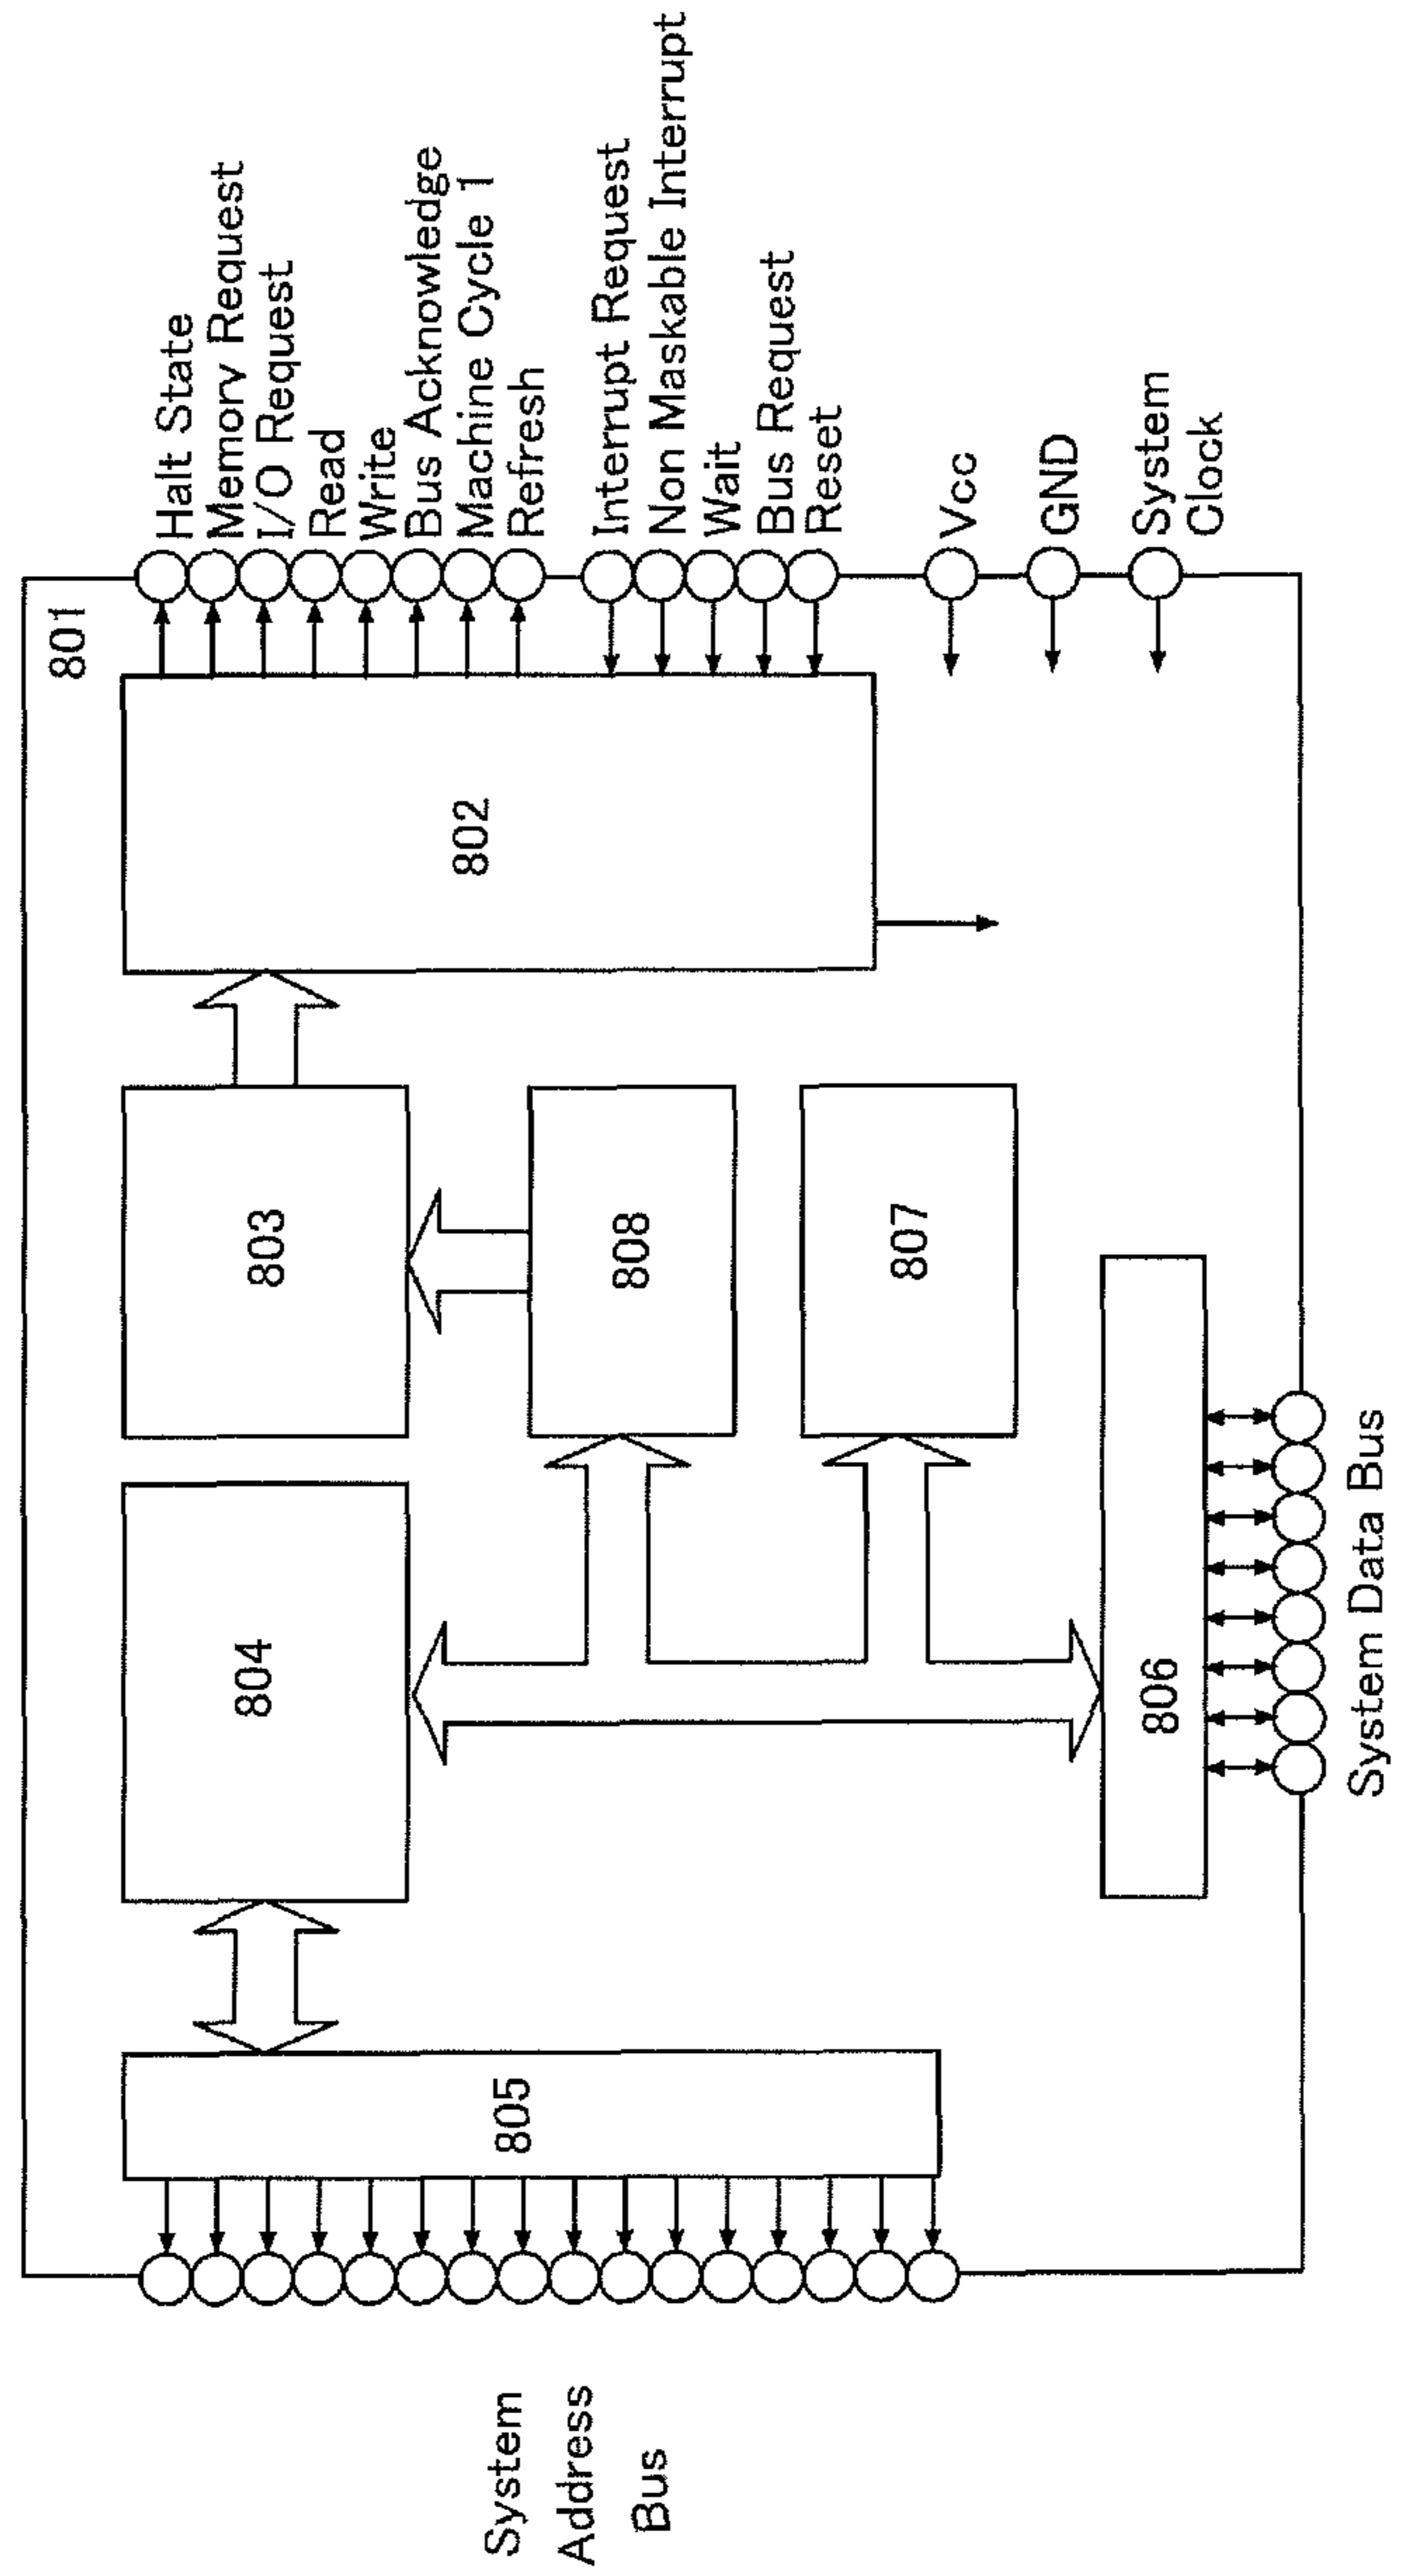 801
Halt State
Memory Request
I/O Request
Read
Write
Bus Acknowledge
Machine Cycle 1
Refresh
Interrupt Request
Non Maskable Interrupt
Wait
Bus Request
Reset
Vcc
GND
System
Clock
802
803
808
807
804
806
805
System
Address
Bus
System Data Bus